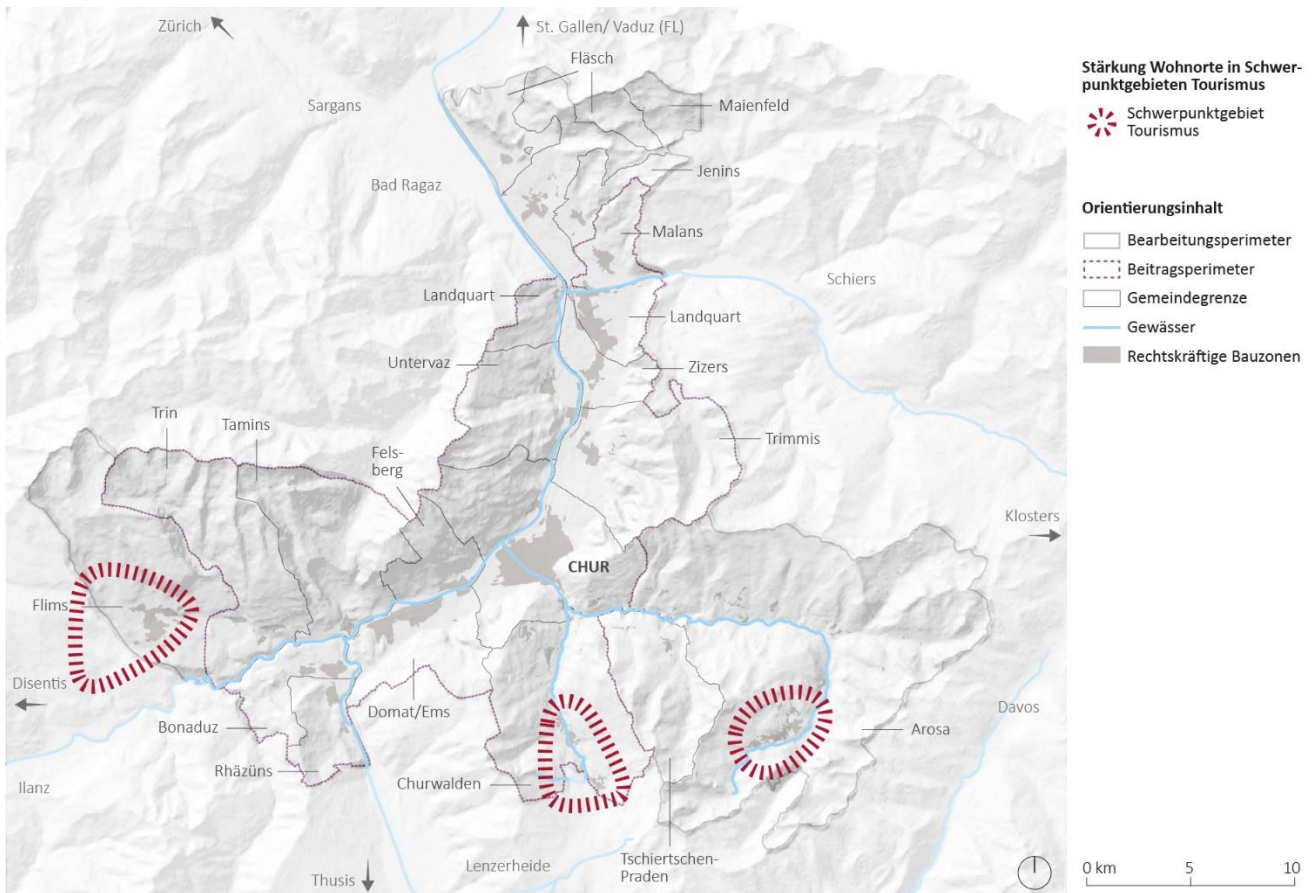 Zürich
St. Gallen/ Vaduz (FL)
Fläsch
Sargans
Maienfeld
Jenins
Bad Ragaz
Malans
Schiers
Landquart
Landquart
Untervaz
Zizers
Trin
Tamins
Trimmis
Fels-
berg
Klosters
CHUR
Flims
Disentis
Domat/Ems
Davos
Bonaduz
Arosa
Rhäzüns
Churwalden
Ilanz
Lenzerheide
Tschiertschen-
Praden
Thusis
Stärkung Wohnorte in Schwer-
punktgebieten Tourismus
Schwerpunktgebiet
Tourismus
Orientierungsinhalt
Bearbeitungsperimeter
Beitragsperimeter
Gemeindegrenze
Gewässer
Rechtskräftige Bauzonen
0 km 5 10